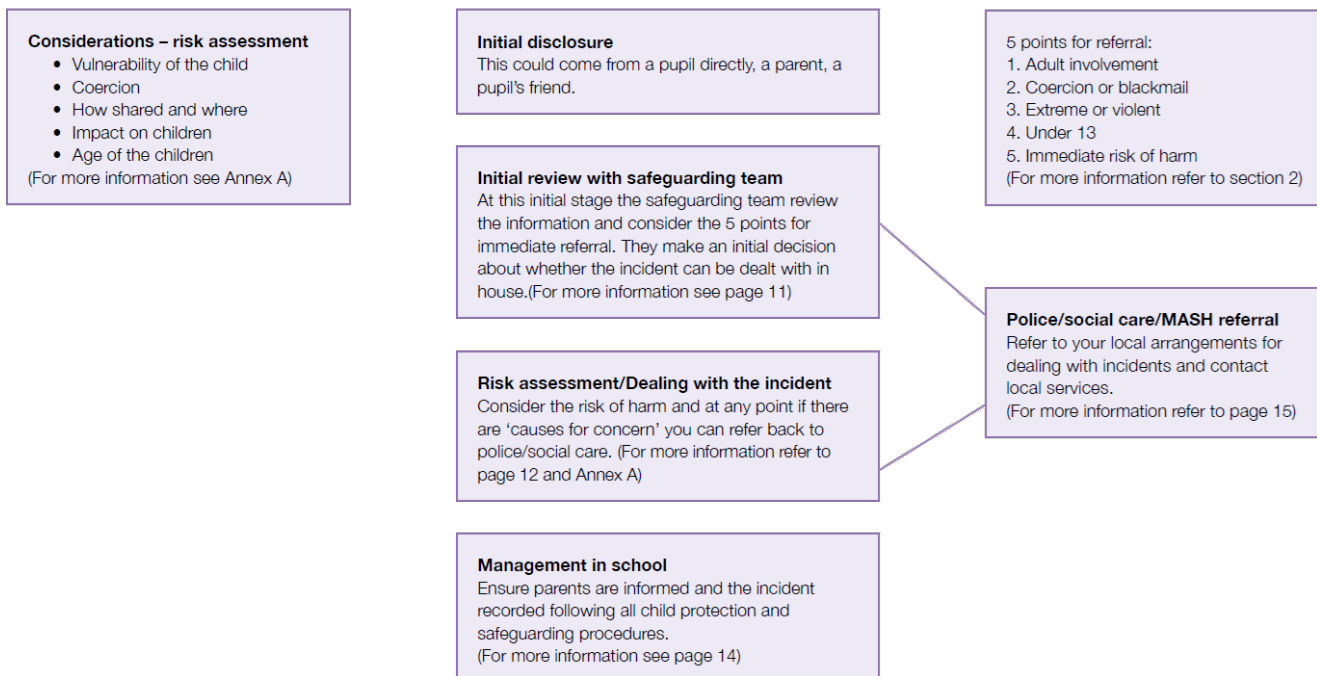 Considerations – risk assessment
• Vulnerability of the child
• Coercion
• How shared and where
• Impact on children
• Age of the children
(For more information see Annex A)
Initial disclosure
This could come from a pupil directly, a parent, a
pupil's friend.
Initial review with safeguarding team
At this initial stage the safeguarding team review
the information and consider the 5 points for
immediate referral. They make an initial decision
about whether the incident can be dealt with in
house.(For more information see page 11)
Risk assessment/Dealing with the incident
Consider the risk of harm and at any point if there
are ‘causes for concern’ you can refer back to
police/social care. (For more information refer to
page 12 and Annex A)
Management in school
Ensure parents are informed and the incident
recorded following all child protection and
safeguarding procedures.
(For more information see page 14)
5 points for referral:
1. Adult involvement
2. Coercion or blackmail
3. Extreme or violent
4. Under 13
5. Immediate risk of harm
(For more information refer to section 2)
Police/social care/MASH referral
Refer to your local arrangements for
dealing with incidents and contact
local services.
(For more information refer to page 15)